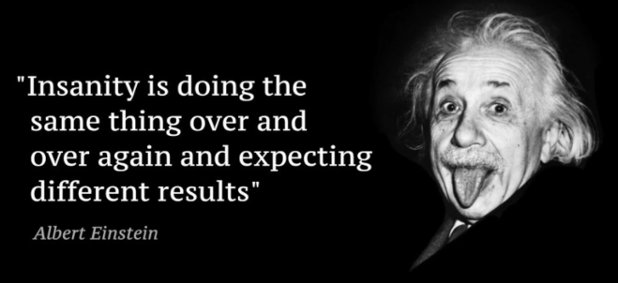 "Insanity is doing the
same thing over and
over again and expecting
different results"
Albert Einstein